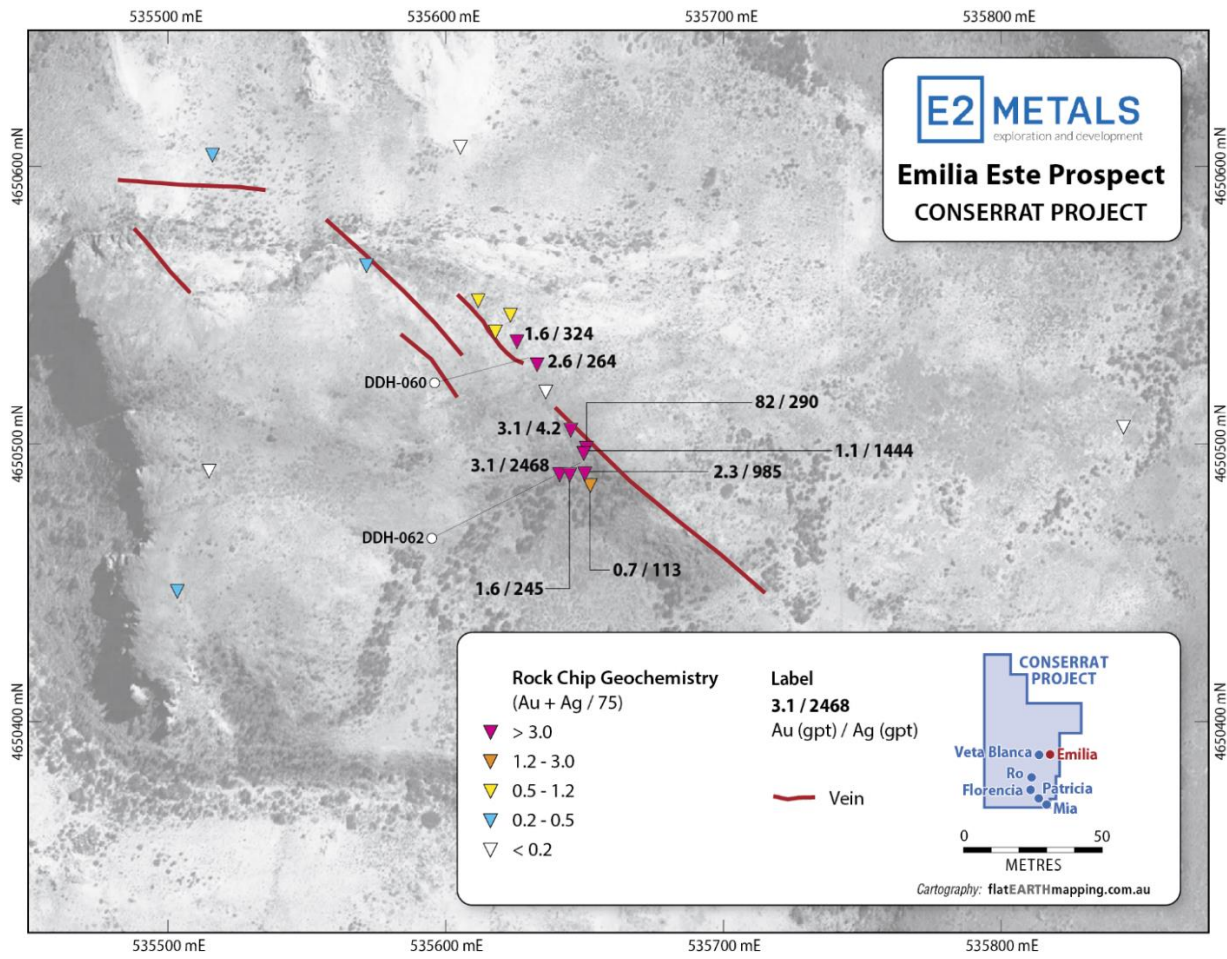 535500 mE
535600 mE
535700 mE
535800 mE
E2 METALS
exploration and development
Emilia Este Prospect
CONSERRAT PROJECT
4650600 mN
4650600 mN
1.6 / 324
2.6 / 264
DDH-060
82 / 290
3.1 / 4.2
1.1 / 1444
3.1 / 2468
2.3 / 985
4650500 mN
4650500 mN
DDH-062
0.7 / 113
1.6 / 245
Rock Chip Geochemistry
(Au + Ag / 75)
> 3.0
1.2 - 3.0
0.5 - 1.2
0.2 - 0.5
< 0.2
Label
3.1 / 2468
Au (gpt) / Ag (gpt)
Vein
CONSERRAT
PROJECT
Veta Blanca
Emilia
Ro
Florencia
Patricia
Mia
0
50
METRES
Cartography: flatEARTHmapping.com.au
4650400 mN
4650400 mN
535500 mE
535600 mE
535700 mE
535800 mE